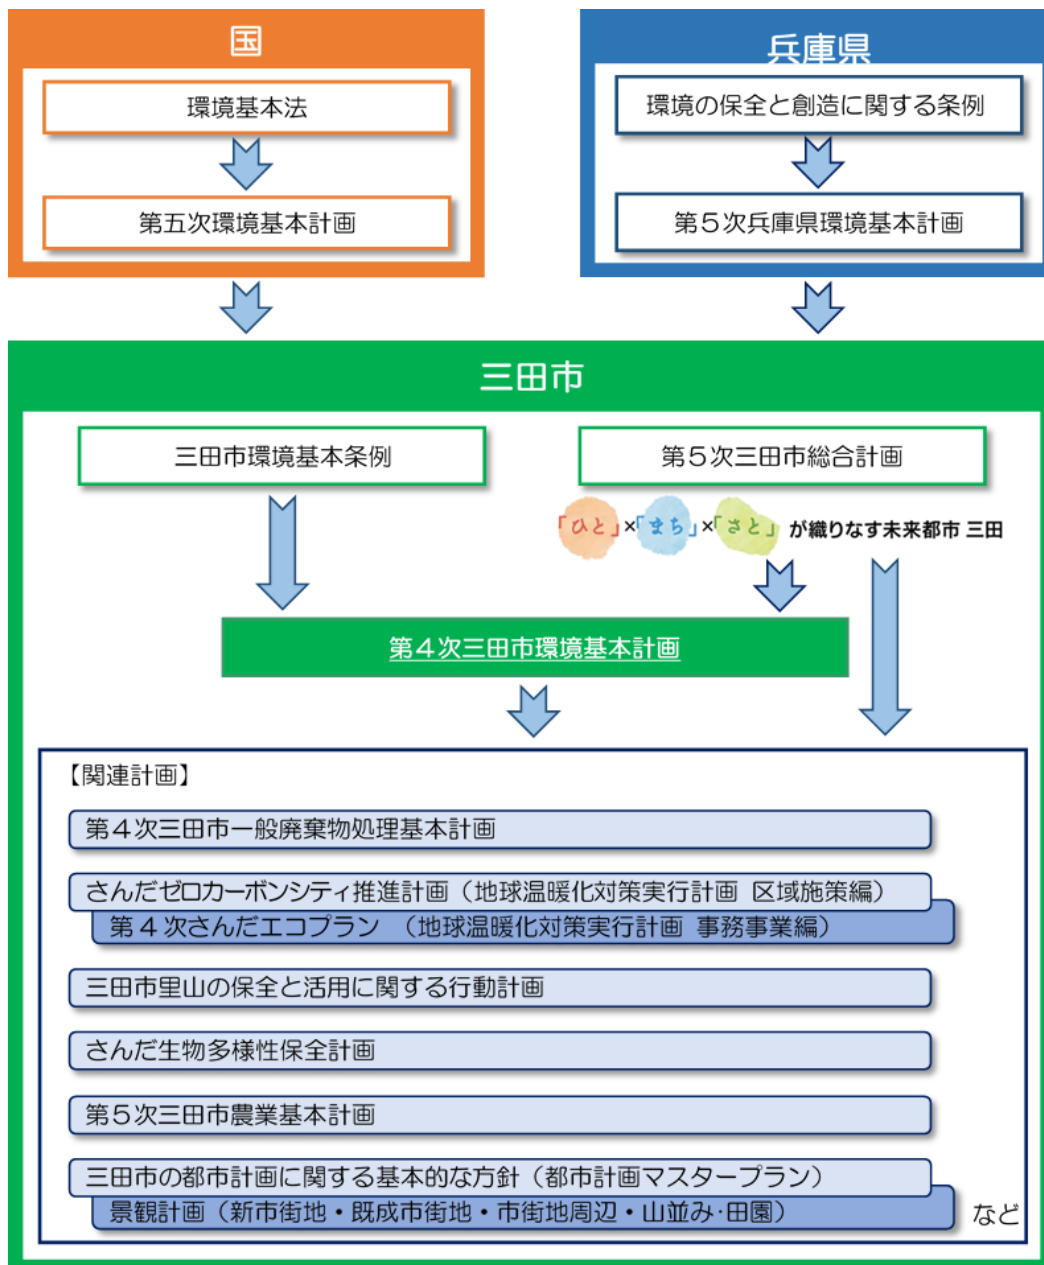 国
環境基本法
第五次環境基本計画
兵庫県
環境の保全と創造に関する条例
第5次兵庫県環境基本計画
三田市
三田市環境基本条例
第5次三田市総合計画
「ひと」×「まち」×「さと」が織りなす未来都市 三田
第4次三田市環境基本計画
【関連計画】
第4次三田市一般廃棄物処理基本計画
さんだゼロカーボンシティ推進計画（地球温暖化対策実行計画 区域施策編）
第4次さんだエコプラン （地球温暖化対策実行計画 事務事業編）
三田市里山の保全と活用に関する行動計画
さんだ生物多様性保全計画
第5次三田市農業基本計画
三田市の都市計画に関する基本的な方針（都市計画マスタープラン）
景観計画（新市街地・既成市街地・市街地周辺・山並み･田園）
など